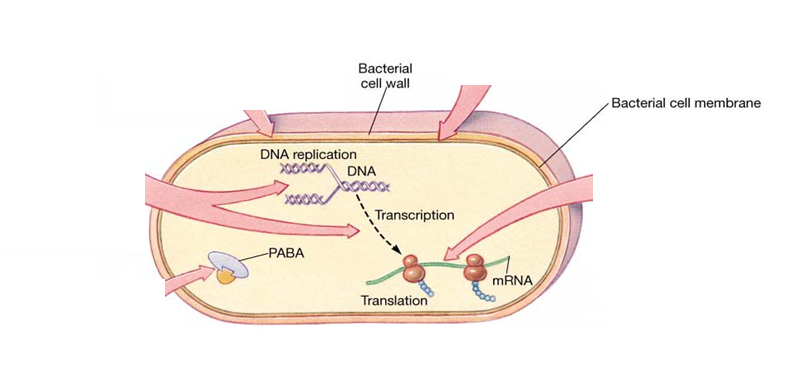 Bacterial
cell wall
Bacterial cell membrane
DNA replication
DNA
Transcription
PABA
mRNA
Translation